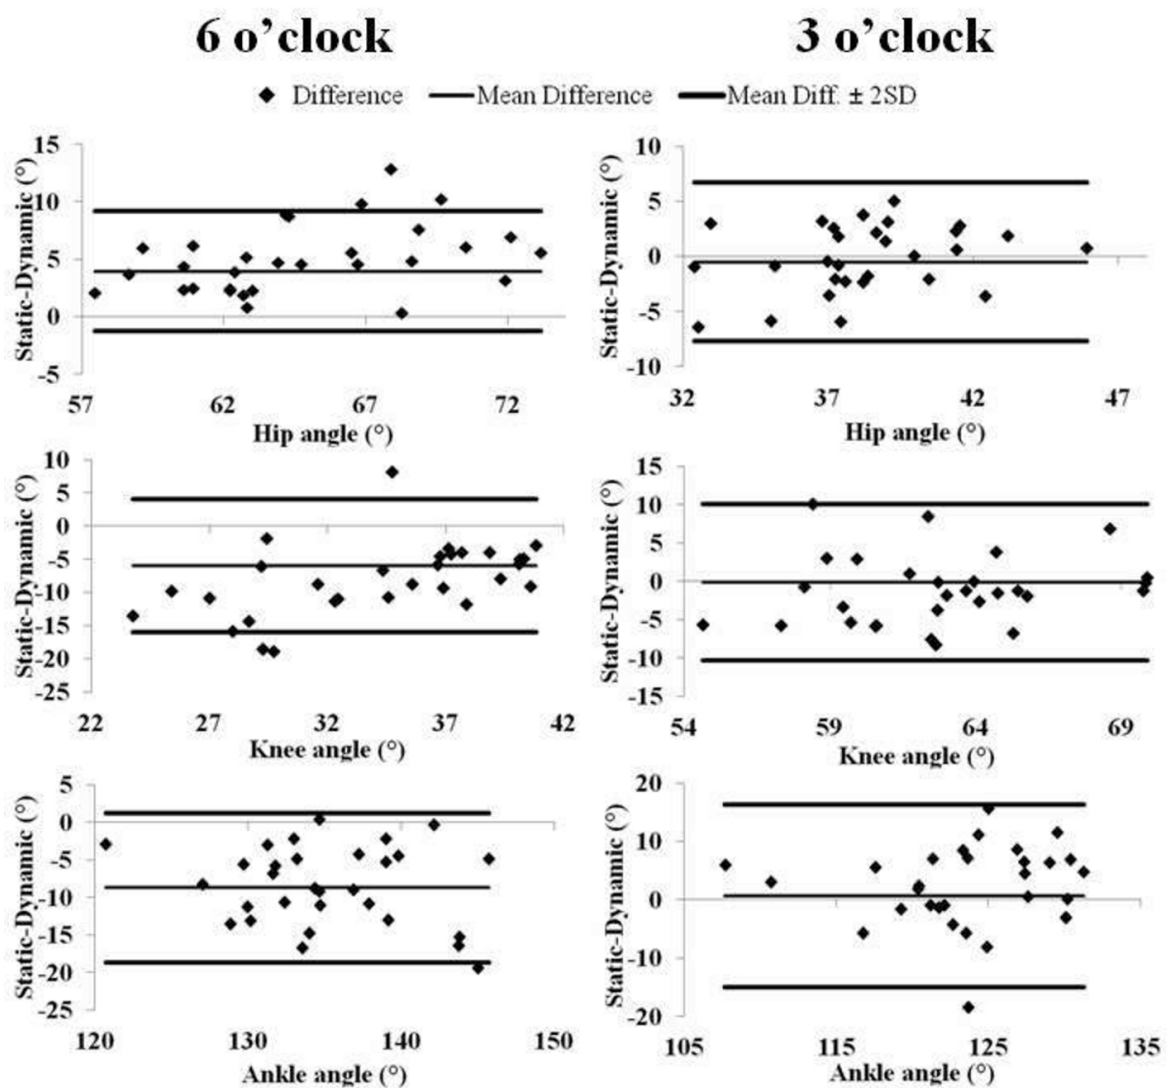 6 o’clock 3 o’clock
Difference Mean Difference Mean Diff. ± 2SD
Static-Dynamic (°)
15
10
5
0
-5
57 62 67 72
Hip angle (°)
Static-Dynamic (°)
10
5
0
-5
-10
32 37 42 47
Hip angle (°)
Static-Dynamic (°)
10
5
0
-5
-10
-15
-20
-25
22 27 32 37 42
Knee angle (°)
Static-Dynamic (°)
15
10
5
0
-5
-10
-15
54 59 64 69
Knee angle (°)
Static-Dynamic (°)
5
0
-5
-10
-15
-20
-25
120 130 140 150
Ankle angle (°)
Static-Dynamic (°)
20
10
0
-10
-20
105 115 125 135
Ankle angle (°)